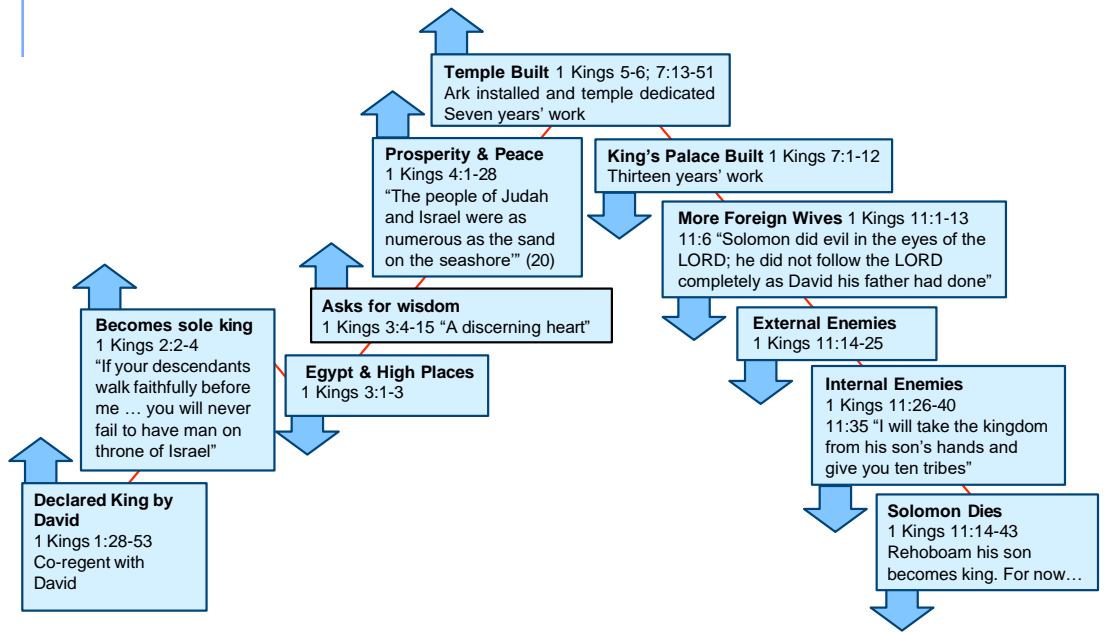 Temple Built 1 Kings 5-6; 7:13-51
Ark installed and temple dedicated
Seven years’ work
Prosperity & Peace
1 Kings 4:1-28
“The people of Judah
and Israel were as
numerous as the sand
on the seashore’” (20)
King’s Palace Built 1 Kings 7:1-12
Thirteen years’ work
More Foreign Wives 1 Kings 11:1-13
11:6 “Solomon did evil in the eyes of the
LORD; he did not follow the LORD
completely as David his father had done”
Asks for wisdom
1 Kings 3:4-15 “A discerning heart”
Becomes sole king
1 Kings 2:2-4
“If your descendants
walk faithfully before
me … you will never
fail to have man on
throne of Israel”
External Enemies
1 Kings 11:14-25
Egypt & High Places
1 Kings 3:1-3
Internal Enemies
1 Kings 11:26-40
11:35 “I will take the kingdom
from his son’s hands and
give you ten tribes”
Declared King by
David
1 Kings 1:28-53
Co-regent with
David
Solomon Dies
1 Kings 11:14-43
Rehoboam his son
becomes king. For now…